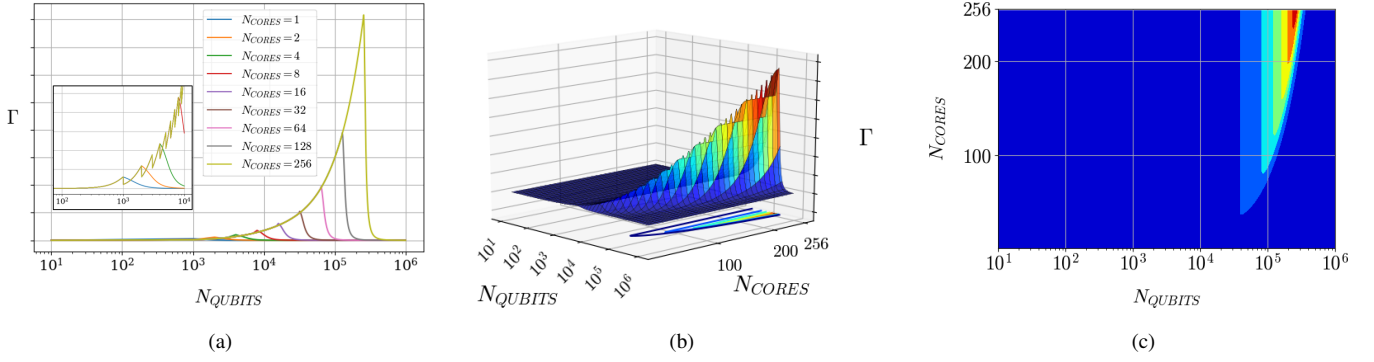 Γ
N_CORES = 1
N_CORES = 2
N_CORES = 4
N_CORES = 8
N_CORES = 16
N_CORES = 32
N_CORES = 64
N_CORES = 128
N_CORES = 256
10² 10³ 10⁴
10¹ 10² 10³ 10⁴ 10⁵ 10⁶
N_QUBITS
(a)
Γ
10¹ 10² 10³ 10⁴ 10⁵ 10⁶
N_QUBITS
100 200 256
N_CORES
(b)
256
200
100
N_CORES
10¹ 10² 10³ 10⁴ 10⁵ 10⁶
N_QUBITS
(c)